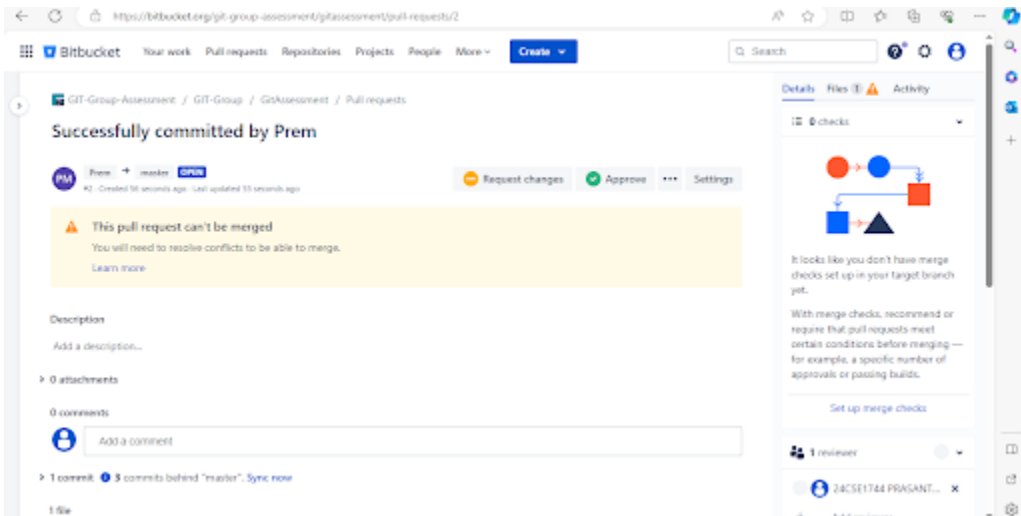 https://bitbucket.org/git-group-assessment/gitassessment/pull-requests/2
Bitbucket Your work Pull requests Repositories Projects People More Create Search
GIT-Group-Assessment / GIT-Group / GitAssessment / Pull requests
Successfully committed by Prem
PM Prem → master OPEN
#2 · Created 56 seconds ago · Last updated 55 seconds ago
Request changes Approve ••• Settings
This pull request can't be merged
You will need to resolve conflicts to be able to merge.
Learn more
Description
Add a description...
0 attachments
0 comments
Add a comment
1 commit 3 commits behind "master". Sync now
1 file
Details Files 1 Activity
0 checks
It looks like you don't have merge
checks set up in your target branch
yet.
With merge checks, recommend or
require that pull requests meet
certain conditions before merging —
for example, a specific number of
approvals or passing builds.
Set up merge checks
1 reviewer
24CSE1744 PRASANT...